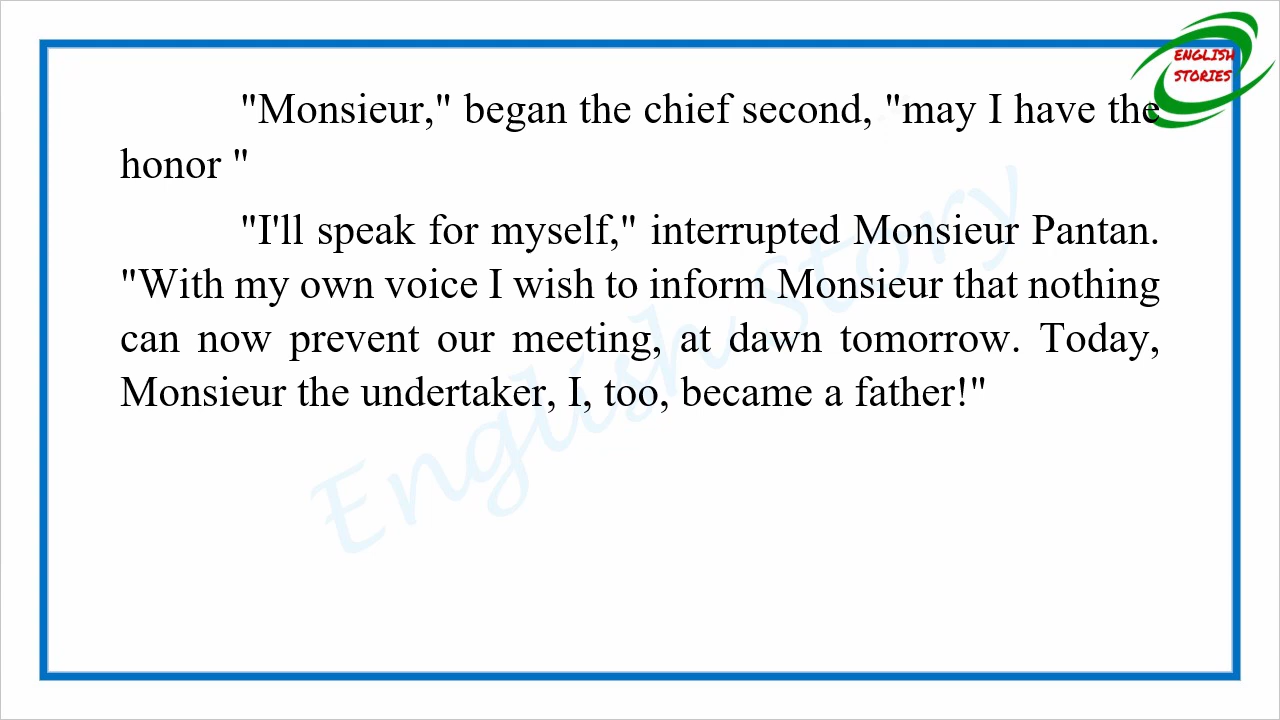 ENGLISH
STORIES
"Monsieur," began the chief second, "may I have the
honor "
"I'll speak for myself," interrupted Monsieur Pantan.
"With my own voice I wish to inform Monsieur that nothing
can now prevent our meeting, at dawn tomorrow. Today,
Monsieur the undertaker, I, too, became a father!"
English Story